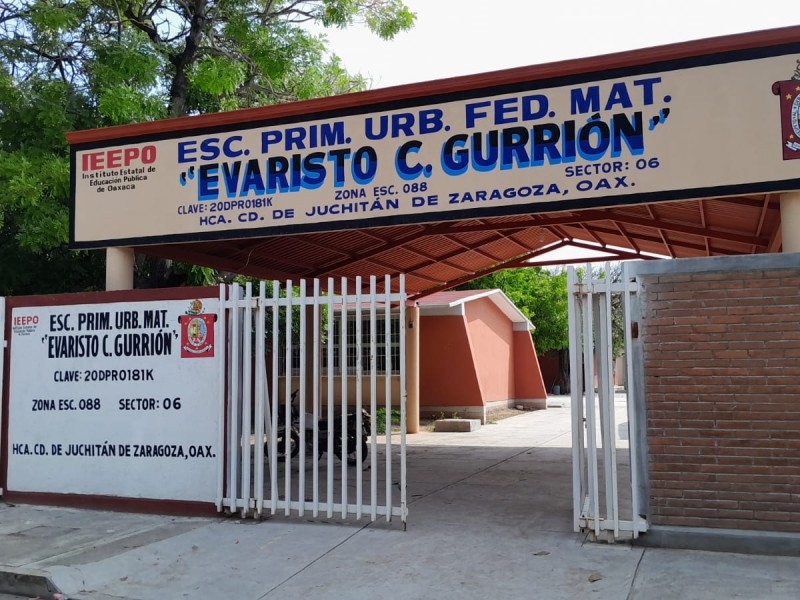 IEEPO
Instituto Estatal de
Educación Pública
de Oaxaca
ESC. PRIM. URB. FED. MAT.
"EVARISTO C. GURRIÓN"
CLAVE: 20DPR0181K ZONA ESC. 088 SECTOR: 06
HCA. CD. DE JUCHITÁN DE ZARAGOZA, OAX.
IEEPO
ESC. PRIM. URB. MAT.
"EVARISTO C. GURRIÓN"
CLAVE: 20DPR0181K
ZONA ESC. 088 SECTOR: 06
HCA. CD. DE JUCHITÁN DE ZARAGOZA, OAX.